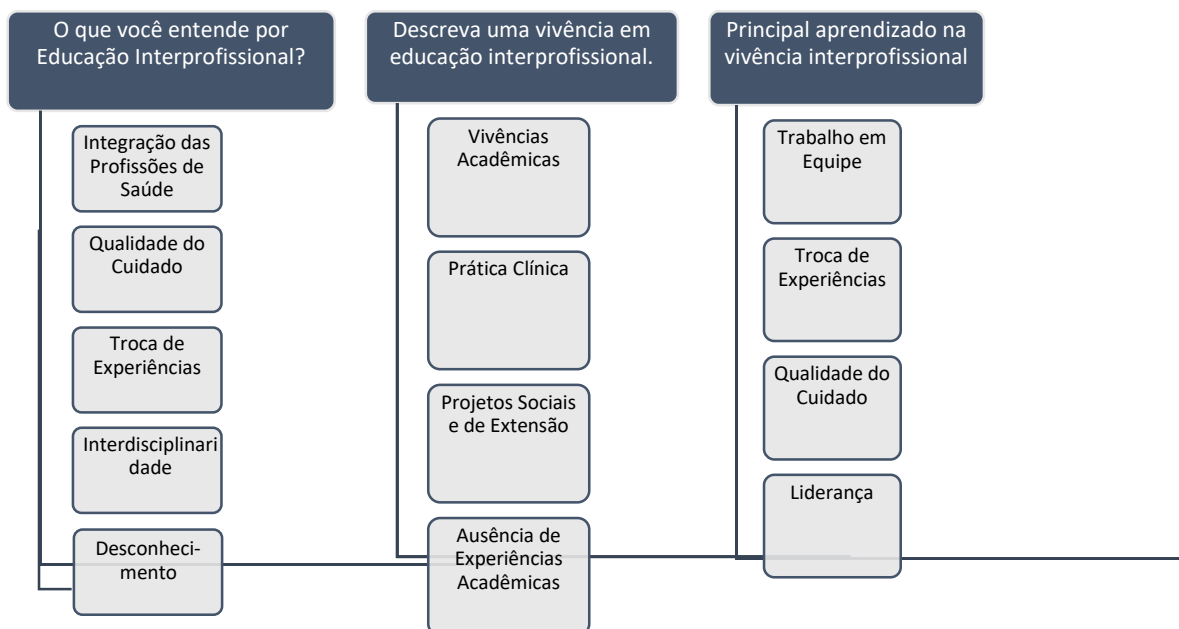 O que você entende por
Educação Interprofissional?
Integração das
Profissões de
Saúde
Qualidade do
Cuidado
Troca de
Experiências
Interdisciplinari
dade
Desconheci-
mento
Descreva uma vivência em
educação interprofissional.
Vivências
Acadêmicas
Prática Clínica
Projetos Sociais
e de Extensão
Ausência de
Experiências
Acadêmicas
Principal aprendizado na
vivência interprofissional
Trabalho em
Equipe
Troca de
Experiências
Qualidade do
Cuidado
Liderança